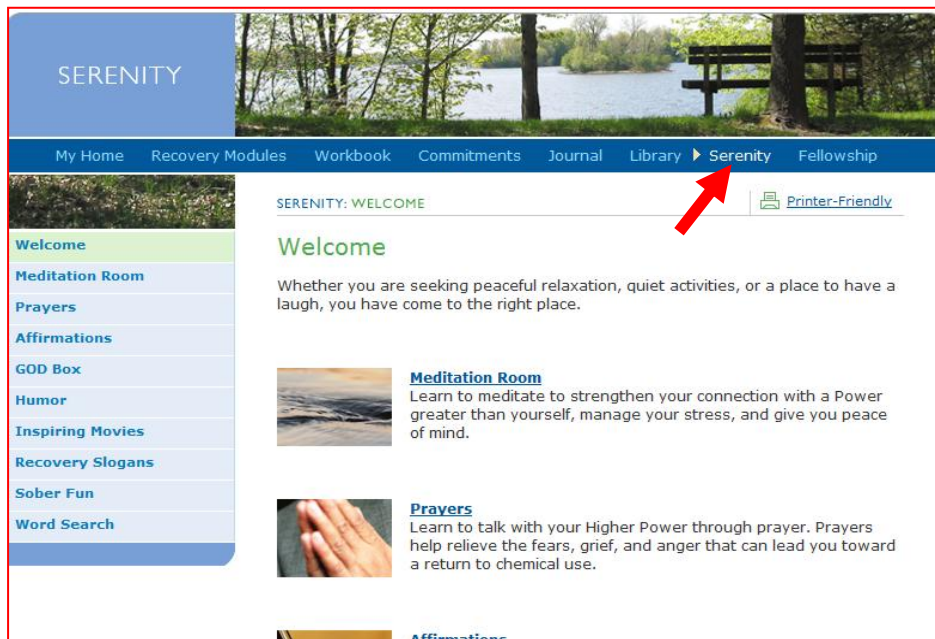 SERENITY
My Home Recovery Modules Workbook Commitments Journal Library Serenity Fellowship
SERENITY: WELCOME
Printer-Friendly
Welcome
Meditation Room
Prayers
Affirmations
GOD Box
Humor
Inspiring Movies
Recovery Slogans
Sober Fun
Word Search
Welcome
Whether you are seeking peaceful relaxation, quiet activities, or a place to have a
laugh, you have come to the right place.
Meditation Room
Learn to meditate to strengthen your connection with a Power
greater than yourself, manage your stress, and give you peace
of mind.
Prayers
Learn to talk with your Higher Power through prayer. Prayers
help relieve the fears, grief, and anger that can lead you toward
a return to chemical use.
Affirmations